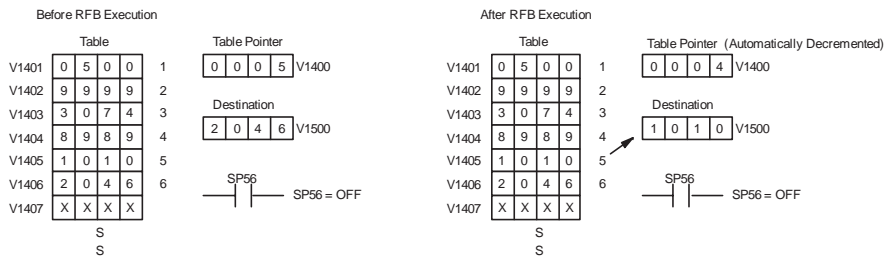 Before RFB Execution
Table
Table Pointer
V1401 0 5 0 0 1
0 0 0 5 V1400
V1402 9 9 9 9 2
V1403 3 0 7 4 3
Destination
V1404 8 9 8 9 4
2 0 4 6 V1500
V1405 1 0 1 0 5
V1406 2 0 4 6 6
SP56
SP56 = OFF
V1407 X X X X
S
S
After RFB Execution
Table
Table Pointer (Automatically Decremented)
V1401 0 5 0 0 1
0 0 0 4 V1400
V1402 9 9 9 9 2
V1403 3 0 7 4 3
Destination
V1404 8 9 8 9 4
1 0 1 0 V1500
V1405 1 0 1 0 5
V1406 2 0 4 6 6
SP56
SP56 = OFF
V1407 X X X X
S
S